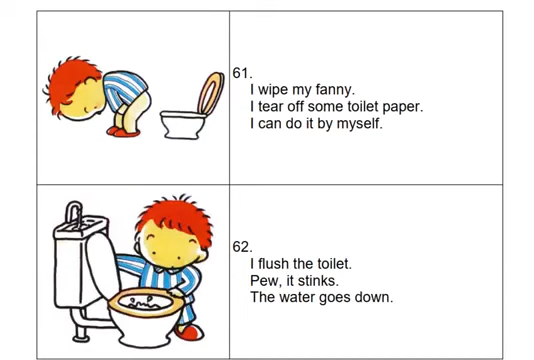 61.
I wipe my fanny.
I tear off some toilet paper.
I can do it by myself.
62.
I flush the toilet.
Pew, it stinks.
The water goes down.